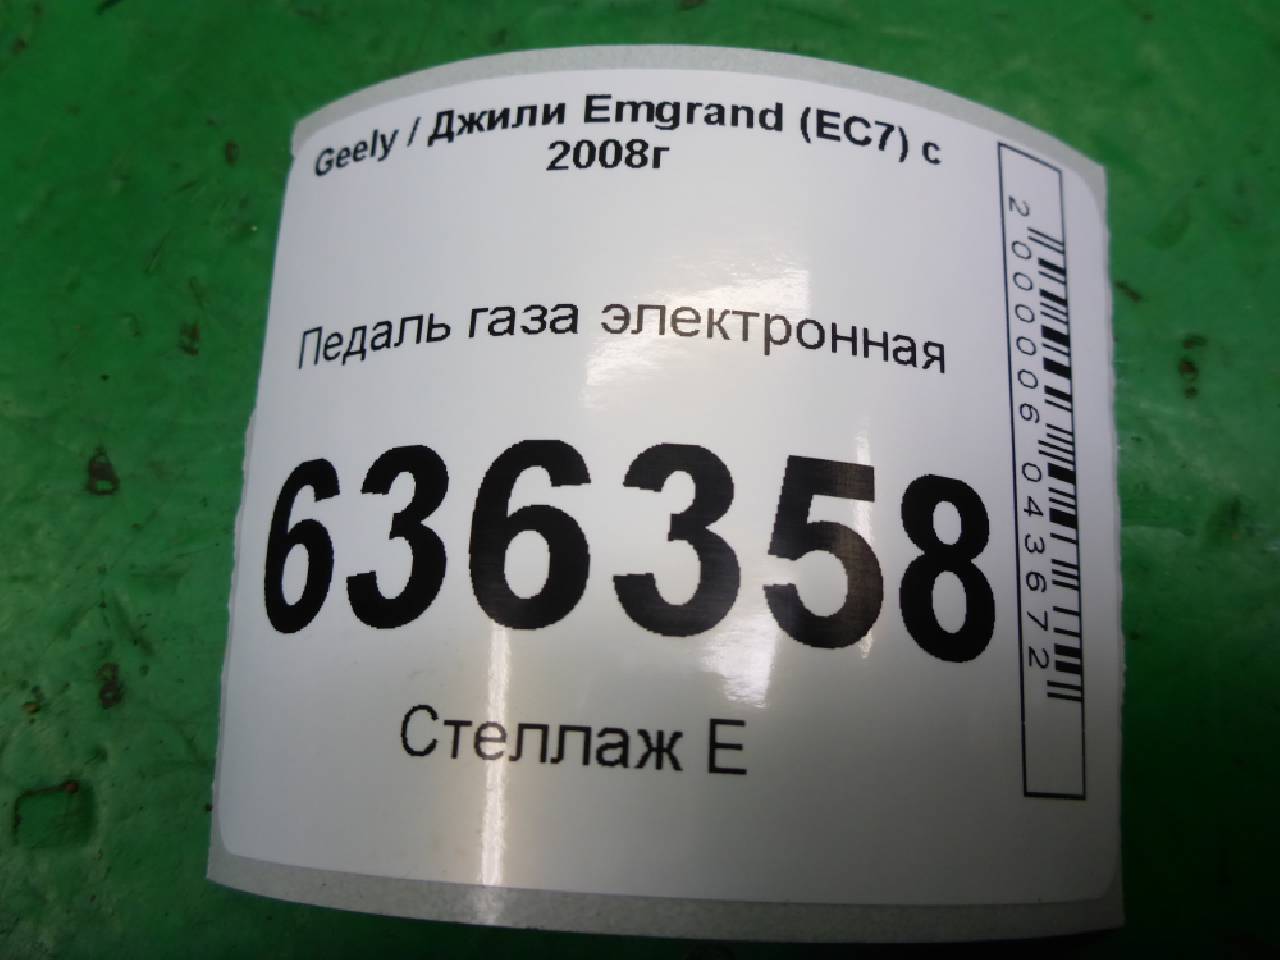 Geely / Джили Emgrand (EC7) с
2008г
Педаль газа электронная
636358
Стеллаж Е
2000006043672